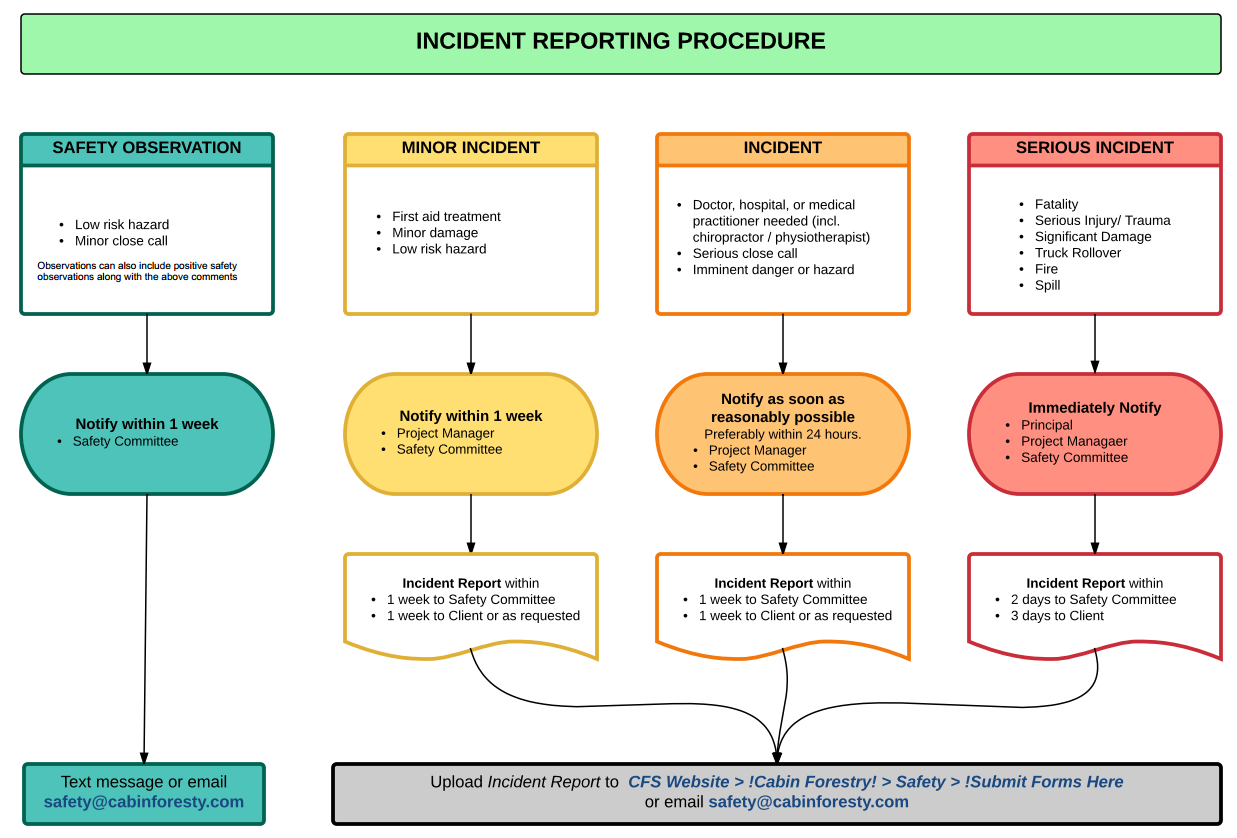 INCIDENT REPORTING PROCEDURE
SAFETY OBSERVATION
• Low risk hazard
• Minor close call
Observations can also include positive safety
observations along with the above comments
MINOR INCIDENT
• First aid treatment
• Minor damage
• Low risk hazard
INCIDENT
• Doctor, hospital, or medical
practitioner needed (incl.
chiropractor / physiotherapist)
• Serious close call
• Imminent danger or hazard
SERIOUS INCIDENT
• Fatality
• Serious Injury/ Trauma
• Significant Damage
• Truck Rollover
• Fire
• Spill
Notify within 1 week
• Safety Committee
Notify within 1 week
• Project Manager
• Safety Committee
Notify as soon as
reasonably possible
Preferably within 24 hours.
• Project Manager
• Safety Committee
Immediately Notify
• Principal
• Project Managaer
• Safety Committee
Incident Report within
• 1 week to Safety Committee
• 1 week to Client or as requested
Incident Report within
• 1 week to Safety Committee
• 1 week to Client or as requested
Incident Report within
• 2 days to Safety Committee
• 3 days to Client
Text message or email
safety@cabinforesty.com
Upload Incident Report to CFS Website > !Cabin Forestry! > Safety > !Submit Forms Here
or email safety@cabinforesty.com